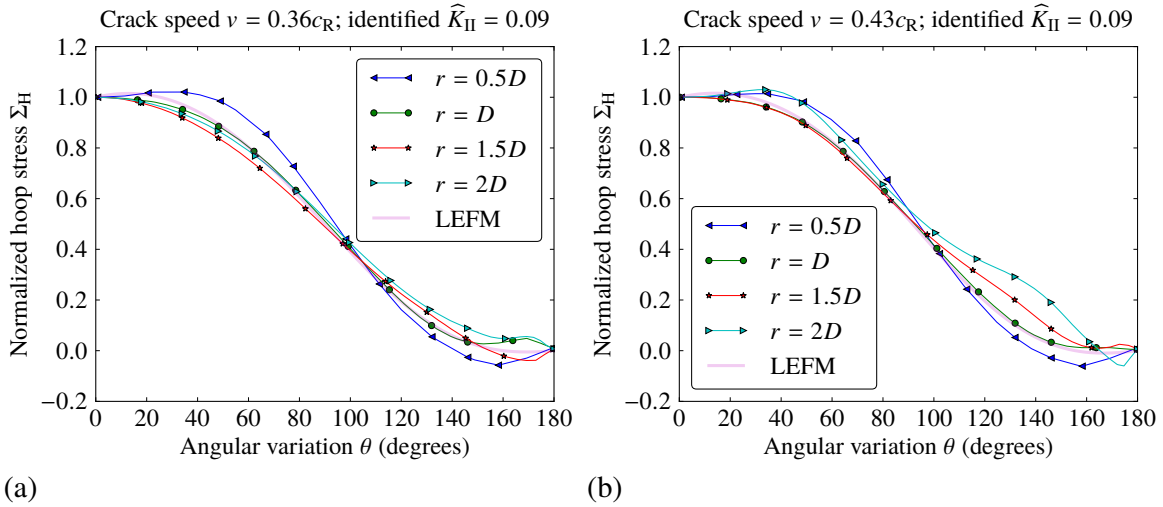 Crack speed v = 0.36c_R; identified K̂_II = 0.09
Normalized hoop stress Σ_H
1.2
1.0
0.8
0.6
0.4
0.2
0.0
−0.2
r = 0.5D
r = D
r = 1.5D
r = 2D
LEFM
0 20 40 60 80 100 120 140 160 180
Angular variation θ (degrees)
(a)
Crack speed v = 0.43c_R; identified K̂_II = 0.09
Normalized hoop stress Σ_H
1.2
1.0
0.8
0.6
0.4
0.2
0.0
−0.2
r = 0.5D
r = D
r = 1.5D
r = 2D
LEFM
0 20 40 60 80 100 120 140 160 180
Angular variation θ (degrees)
(b)